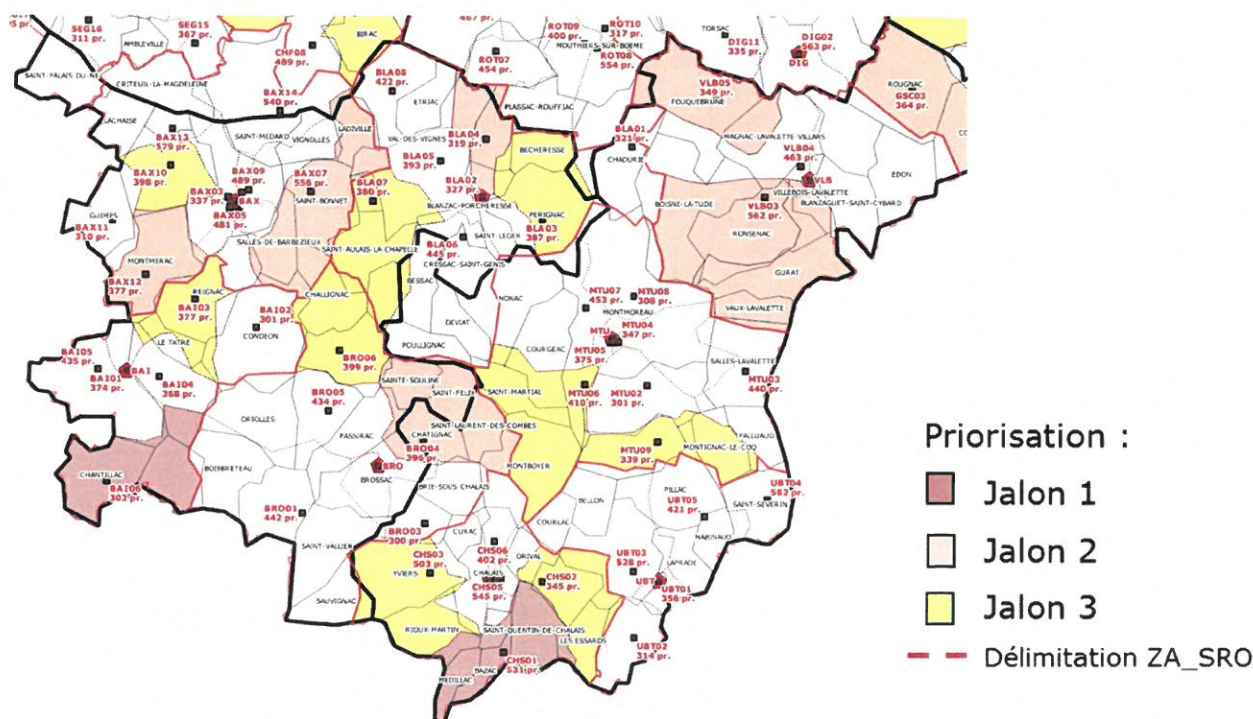 SEG16
311 pr.
SEG15
367 pr.
AMBLEVILLE
CHF08
489 pr.
BIRAC
467 pr.
ROT09
400 pr.
ROT10
317 pr.
MOUTHIERS-SUR-BOEME
ROT07
454 pr.
ROT08
554 pr.
TORSAC
DIG11
335 pr.
DIG02
563 pr.
DIG
SAINT-PALAIS-DU-NE
CRITEUIL-LA-MAGDELEINE
BAX14
540 pr.
BLA08
422 pr.
ETRIAC
PLASSAC-ROUFFIAC
VLB05
349 pr.
FOUQUEBRUNE
ROUGNAC
GSC03
364 pr.
LACHAISE
BAX13
579 pr.
SAINT-MEDARD
VIGNOLLES
LADIVILLE
VAL-DES-VIGNES
BLA04
319 pr.
BECHERESSE
BLA01
321 pr.
CHADURIE
MAGNAC-LAVALETTE-VILLARS
VLB04
463 pr.
BAX10
398 pr.
BAX09
489 pr.
BAX03
337 pr.
BAX
BAX05
481 pr.
BAX07
556 pr.
SAINT-BONNET
BLA05
393 pr.
BLA07
380 pr.
BLA02
327 pr.
BLANZAC-PORCHERESSE
PERIGNAC
BLA03
387 pr.
VLB
EDON
VILLEBOIS-LAVALETTE
BLANZAGUET-SAINT-CYBARD
BOISNE-LA-TUDE
VLB03
562 pr.
RONSENAC
GUIMPS
BAX11
310 pr.
SALLES-DE-BARBEZIEUX
SAINT-AULAIS-LA-CHAPELLE
BLA06
445 pr.
SAINT-LEGER
CRESSAC-SAINT-GENIS
MONTMERAC
BAX12
377 pr.
BESSAC
GURAT
REIGNAC
BAI03
377 pr.
CHALLIGNAC
BAI02
301 pr.
CONDEON
NONAC
MTU07
453 pr.
MTU08
308 pr.
MONTMOREAU
VAUX-LAVALETTE
DEVIAT
MTU
MTU04
347 pr.
LE TATRE
POULLIGNAC
COURGEAC
MTU05
375 pr.
SALLES-LAVALETTE
BAI05
435 pr.
BAI01
374 pr.
BAI
BAI04
368 pr.
BRO06
399 pr.
SAINTE-SOULINE
SAINT-FELIX
SAINT-MARTIAL
MTU06
410 pr.
MTU02
301 pr.
MTU03
440 pr.
BRO05
434 pr.
ORIOLLES
PASSIRAC
SAINT-LAURENT-DES-COMBES
CHATIGNAC
BRO04
396 pr.
MTU09
339 pr.
MONTIGNAC-LE-COQ
PALLUAUD
CHANTILLAC
BAI06
302 pr.
BOISBRETEAU
BRO
BROSSAC
MONTBOYER
BRIE-SOUS-CHALAIS
BELLON
PILLAC
UBT05
421 pr.
UBT04
582 pr.
SAINT-SEVERIN
BRO01
442 pr.
BRO03
300 pr.
COURLAC
NABINAUD
SAINT-VALLIER
CURAC
CHS03
503 pr.
YVIERS
CHS06
402 pr.
ORIVAL
CHALAIS
CHS05
545 pr.
CHS02
345 pr.
UBT03
528 pr.
LAPRADE
UBT
UBT01
356 pr.
SAUVIGNAC
RIOUX-MARTIN
SAINT-QUENTIN-DE-CHALAIS
LES ESSARDS
UBT02
314 pr.
BAZAC
MEDILLAC
CHS01
531 pr.
Priorisation :
Jalon 1
Jalon 2
Jalon 3
Délimitation ZA_SRO